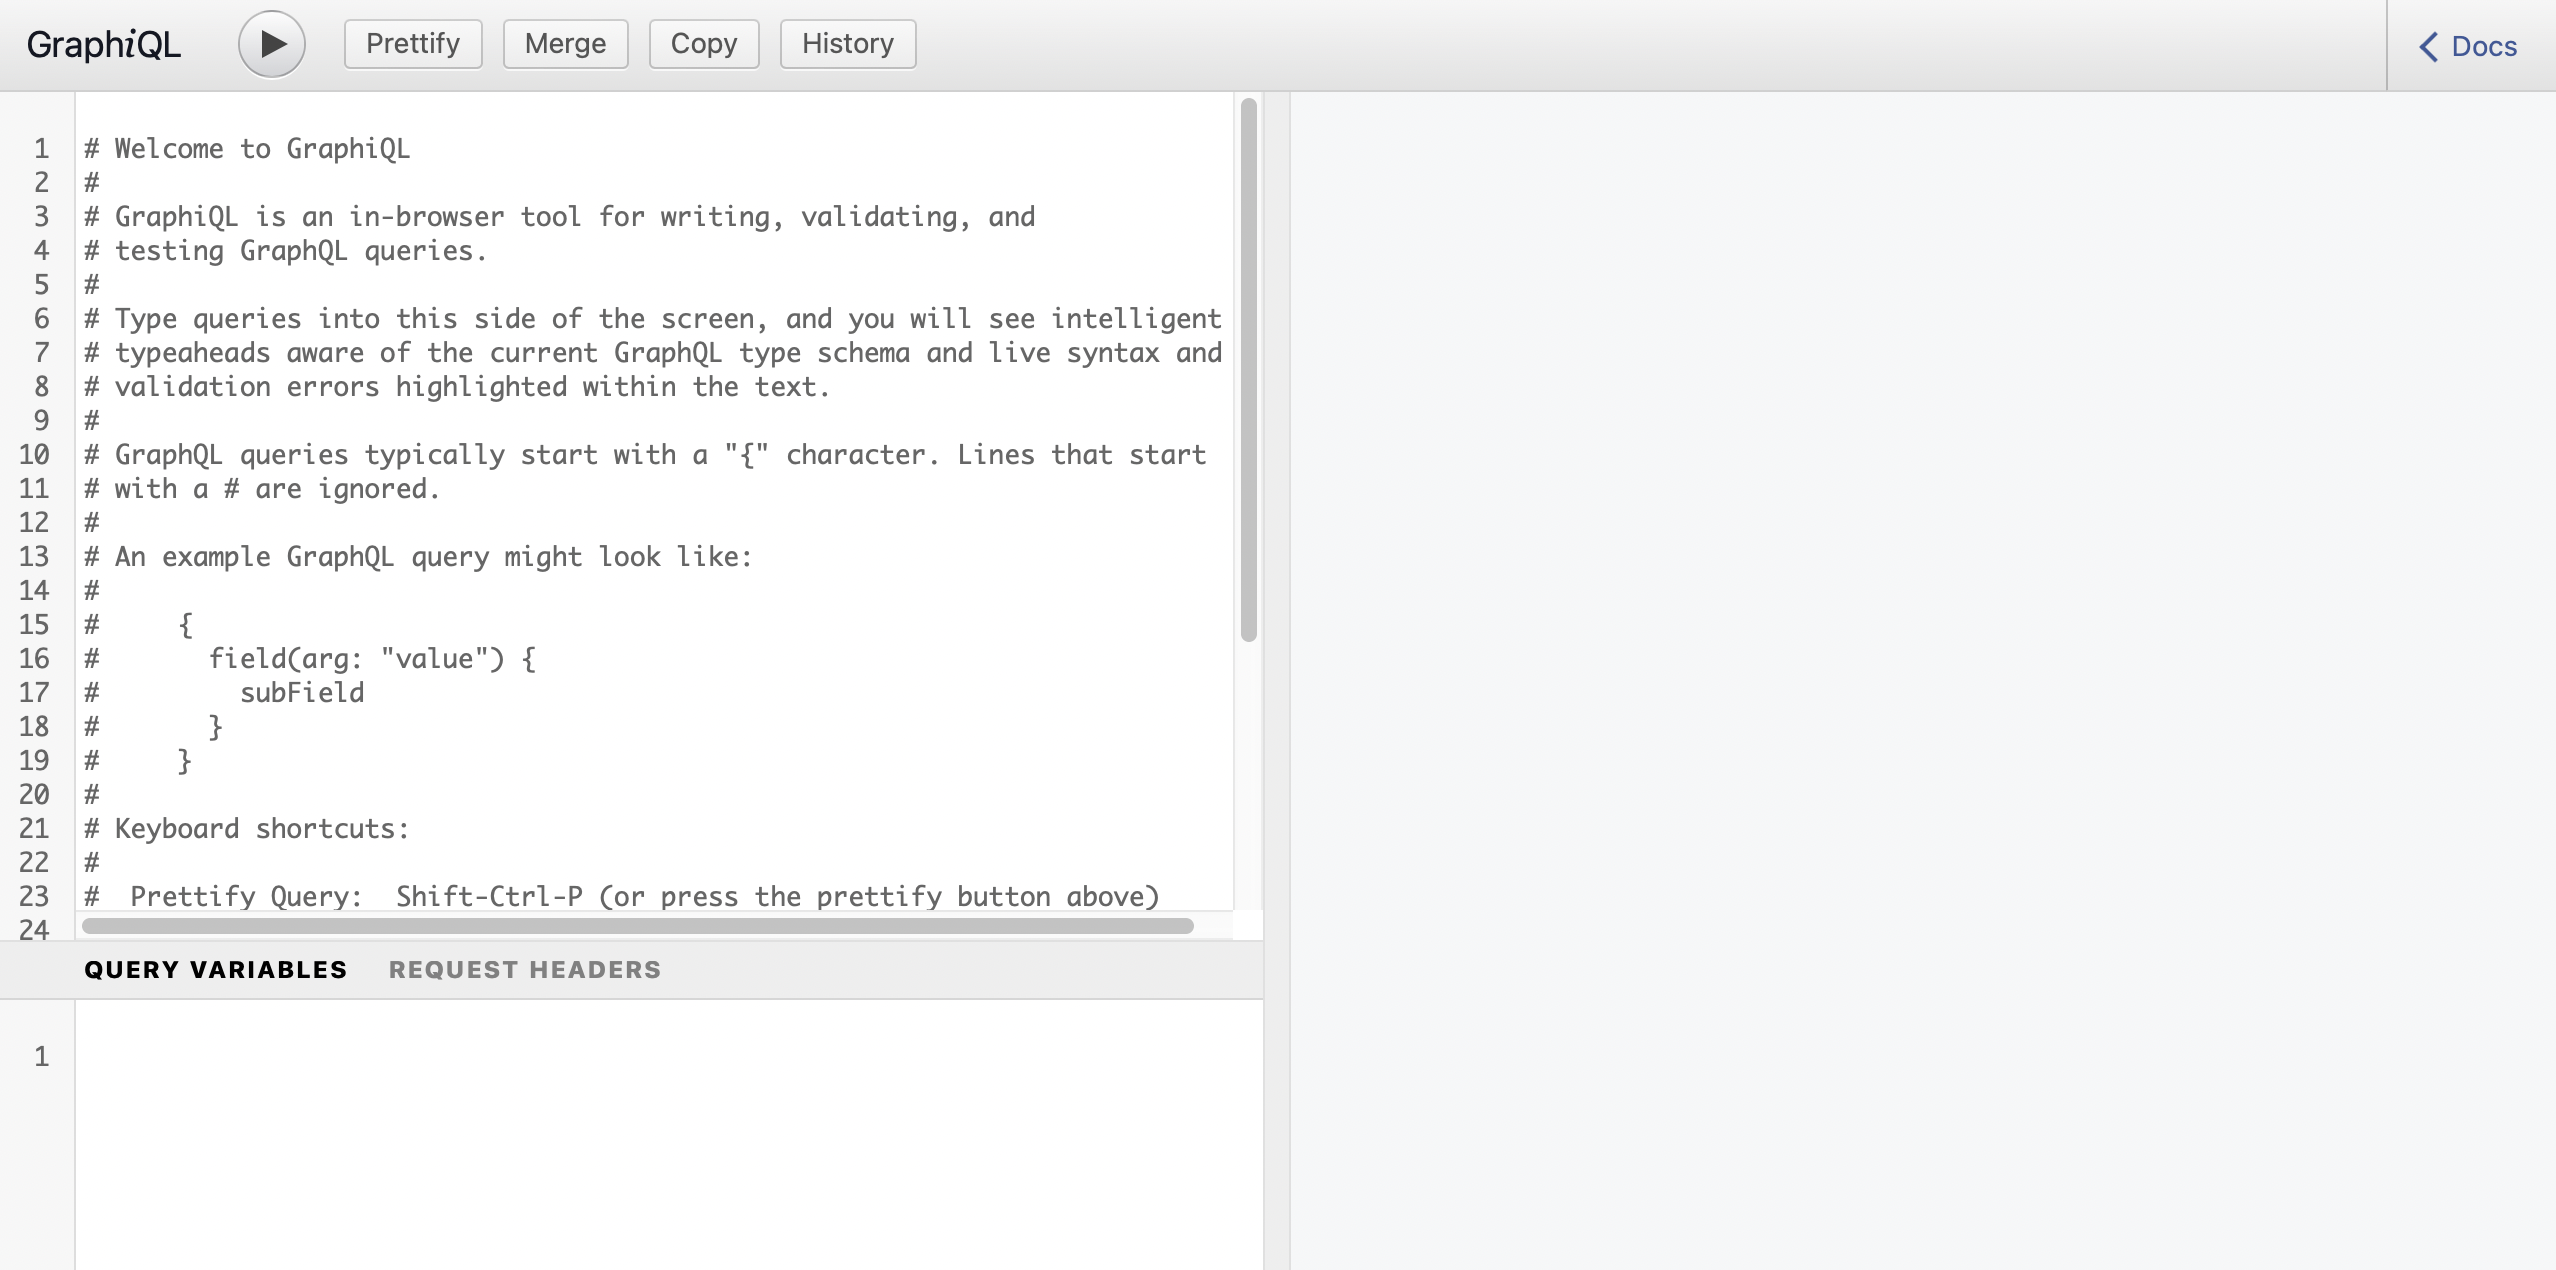 GraphiQL
Prettify
Merge
Copy
History
Docs
1 # Welcome to GraphiQL
2 #
3 # GraphiQL is an in-browser tool for writing, validating, and
4 # testing GraphQL queries.
5 #
6 # Type queries into this side of the screen, and you will see intelligent
7 # typeaheads aware of the current GraphQL type schema and live syntax and
8 # validation errors highlighted within the text.
9 #
10 # GraphQL queries typically start with a "{" character. Lines that start
11 # with a # are ignored.
12 #
13 # An example GraphQL query might look like:
14 #
15 #     {
16 #       field(arg: "value") {
17 #         subField
18 #       }
19 #     }
20 #
21 # Keyboard shortcuts:
22 #
23 #  Prettify Query:  Shift-Ctrl-P (or press the prettify button above)
24
QUERY VARIABLES REQUEST HEADERS
1